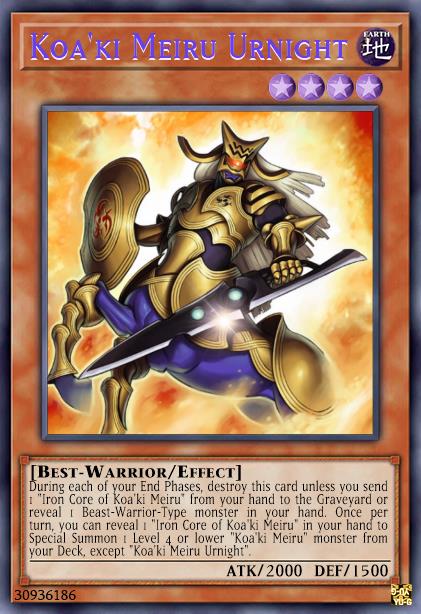 Koa'ki Meiru Urnight
EARTH
地
[Best-Warrior/Effect]
During each of your End Phases, destroy this card unless you send
1 "Iron Core of Koa'ki Meiru" from your hand to the Graveyard or
reveal 1 Beast-Warrior-Type monster in your hand. Once per
turn, you can reveal 1 "Iron Core of Koa'ki Meiru" in your hand to
Special Summon 1 Level 4 or lower "Koa'ki Meiru" monster from
your Deck, except "Koa'ki Meiru Urnight".
ATK/2000 DEF/1500
30936186